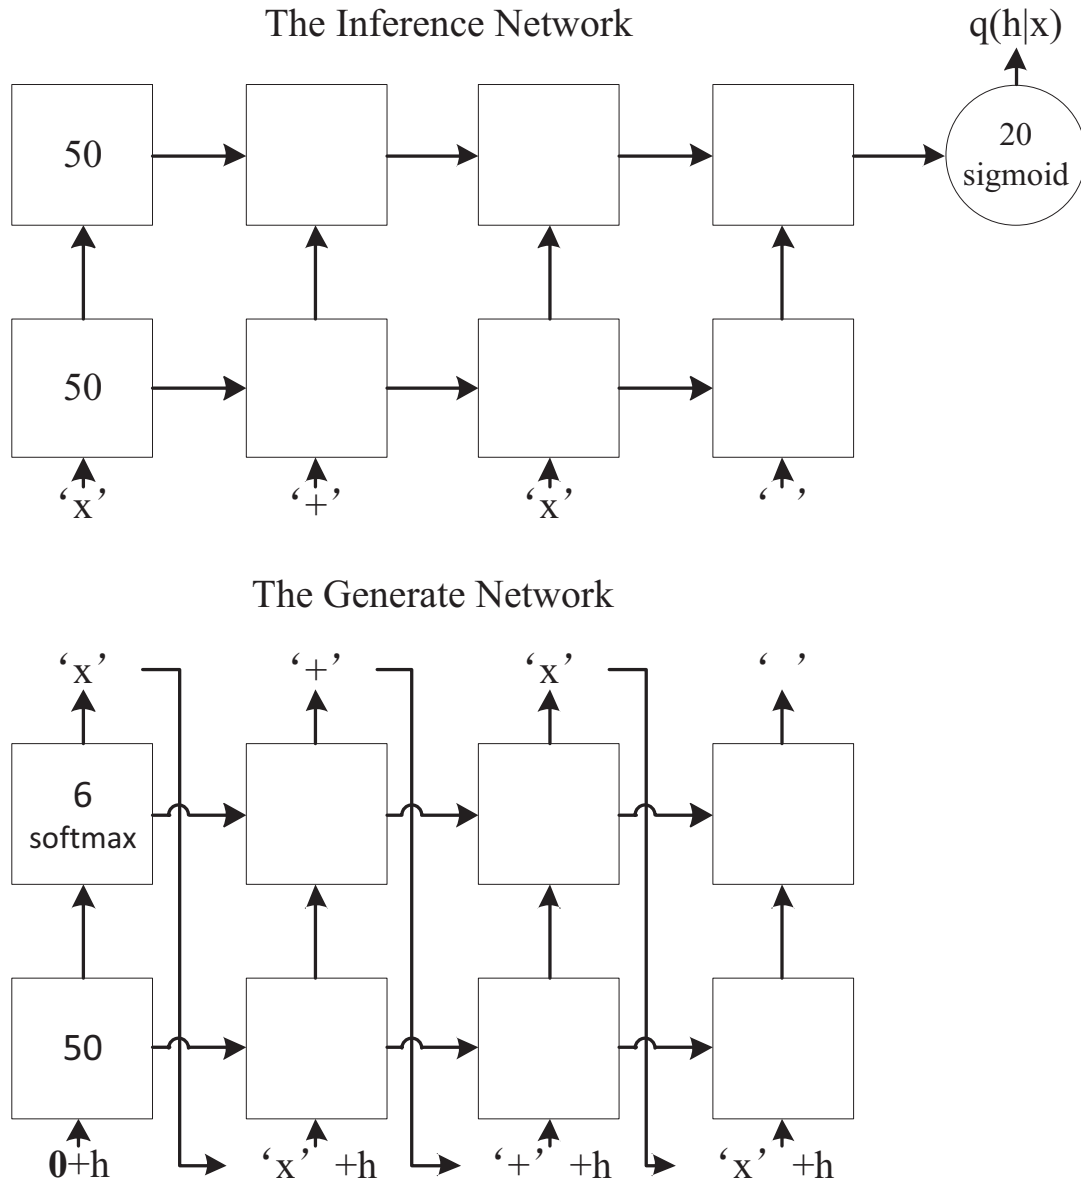 The Inference Network
q(h|x)
50
20
sigmoid
50
‘x’ ‘+’ ‘x’ ‘ ’
The Generate Network
‘x’ ‘+’ ‘x’ ‘ ’
6
softmax
50
0+h ‘x’ +h ‘+’ +h ‘x’ +h